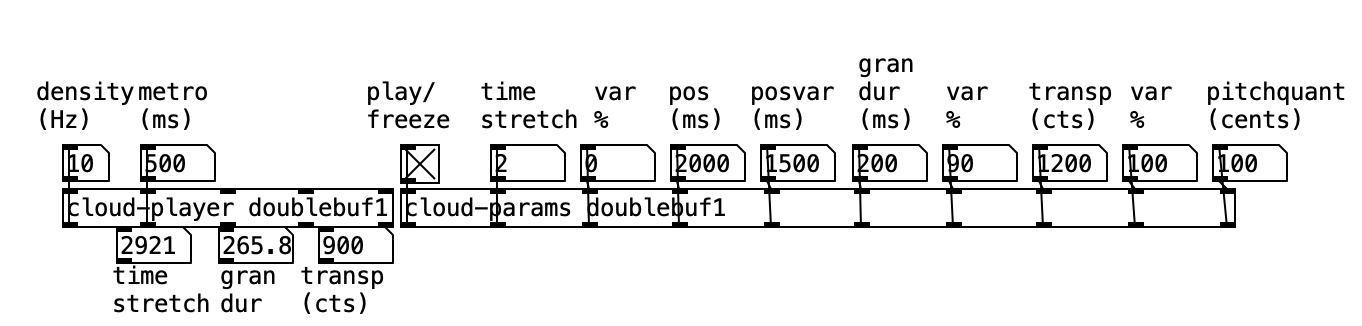 gran
density metro play/ time var pos posvar dur var transp var pitchquant
(Hz) (ms) freeze stretch % (ms) (ms) (ms) % (cts) % (cents)
10 500 2 0 2000 1500 200 90 1200 100 100
cloud-player doublebuf1 cloud-params doublebuf1
2921 265.8 900
time gran transp
stretch dur (cts)